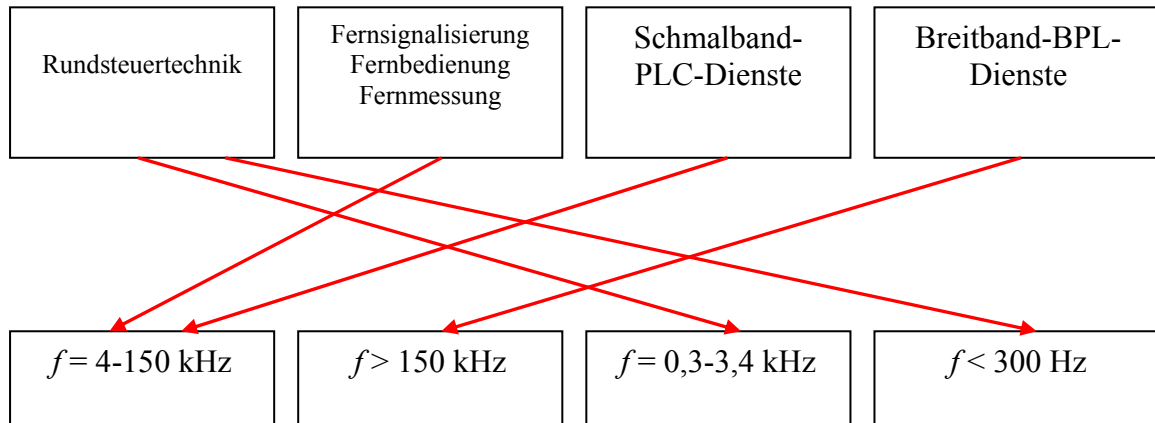 Rundsteuertechnik
Fernsignalisierung
Fernbedienung
Fernmessung
Schmalband-
PLC-Dienste
Breitband-BPL-
Dienste
f = 4-150 kHz
f > 150 kHz
f = 0,3-3,4 kHz
f < 300 Hz